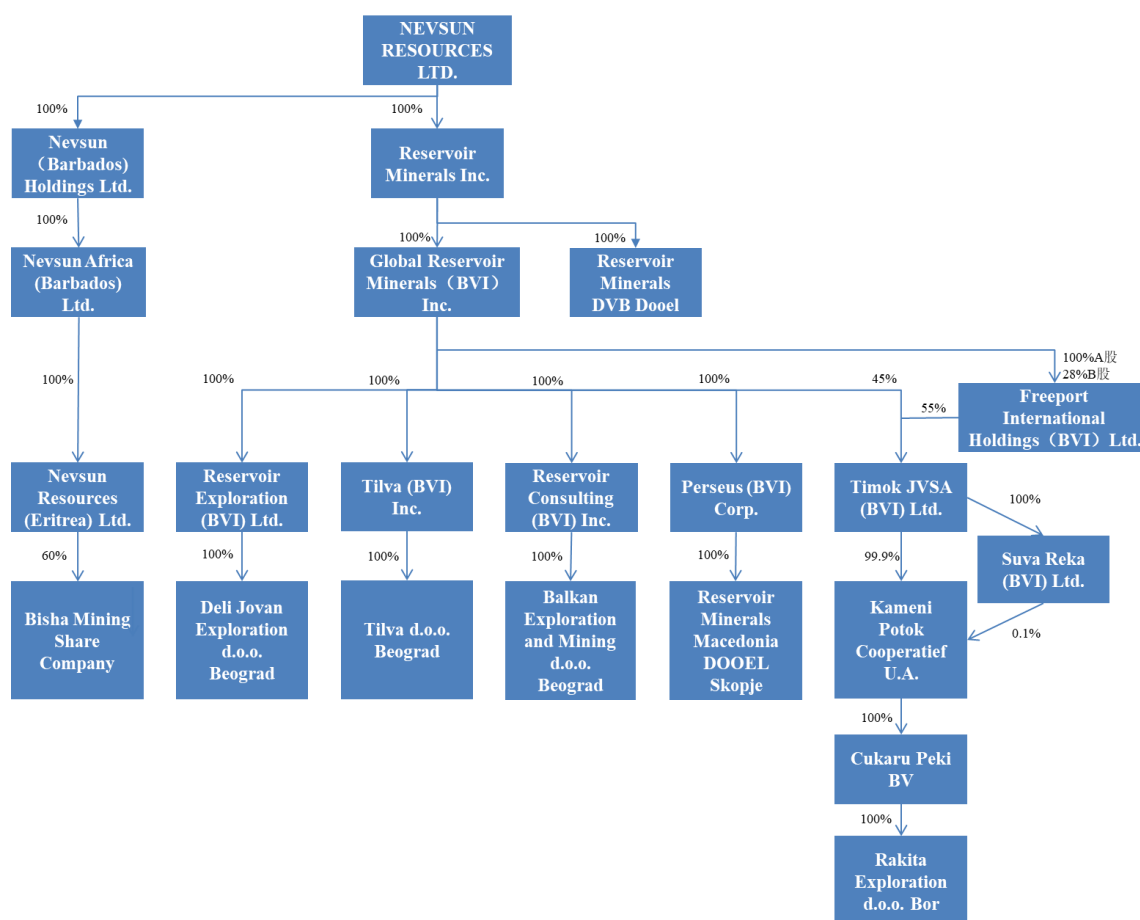 NEVSUN
RESOURCES
LTD.
100%
100%
Nevsun
（Barbados)
Holdings Ltd.
Reservoir
Minerals Inc.
100%
100%
100%
Nevsun Africa
(Barbados)
Ltd.
Global Reservoir
Minerals（BVI）
Inc.
Reservoir
Minerals
DVB Dooel
100%
100%
100%
100%
100%
45%
100%A股
28%B股
55%
Freeport
International
Holdings（BVI）Ltd.
Nevsun
Resources
(Eritrea) Ltd.
Reservoir
Exploration
(BVI) Ltd.
Tilva (BVI)
Inc.
Reservoir
Consulting
(BVI) Inc.
Perseus (BVI)
Corp.
Timok JVSA
(BVI) Ltd.
100%
60%
100%
100%
100%
100%
99.9%
Suva Reka
(BVI) Ltd.
0.1%
Bisha Mining
Share
Company
Deli Jovan
Exploration
d.o.o.
Beograd
Tilva d.o.o.
Beograd
Balkan
Exploration
and Mining
d.o.o.
Beograd
Reservoir
Minerals
Macedonia
DOOEL
Skopje
Kameni
Potok
Cooperatief
U.A.
100%
Cukaru Peki
BV
100%
Rakita
Exploration
d.o.o. Bor